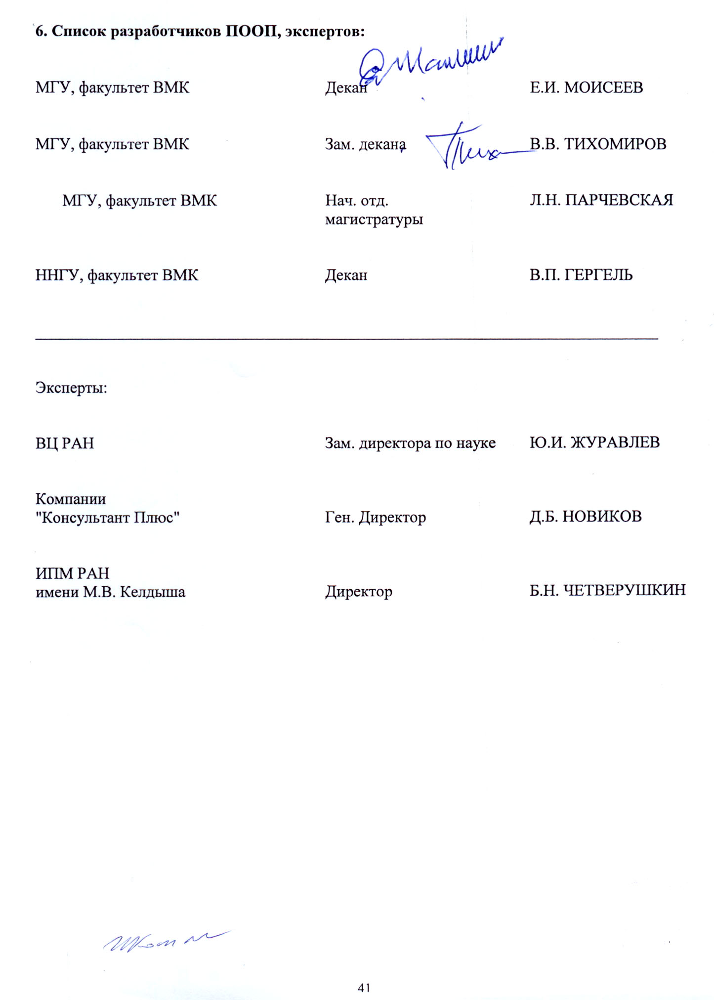 6. Список разработчиков ПООП, экспертов:
МГУ, факультет ВМК Декан Е.И. МОИСЕЕВ
МГУ, факультет ВМК Зам. декана В.В. ТИХОМИРОВ
МГУ, факультет ВМК Нач. отд. Л.Н. ПАРЧЕВСКАЯ
магистратуры
ННГУ, факультет ВМК Декан В.П. ГЕРГЕЛЬ
Эксперты:
ВЦ РАН Зам. директора по науке Ю.И. ЖУРАВЛЕВ
Компании
"Консультант Плюс" Ген. Директор Д.Б. НОВИКОВ
ИПМ РАН
имени М.В. Келдыша Директор Б.Н. ЧЕТВЕРУШКИН
41